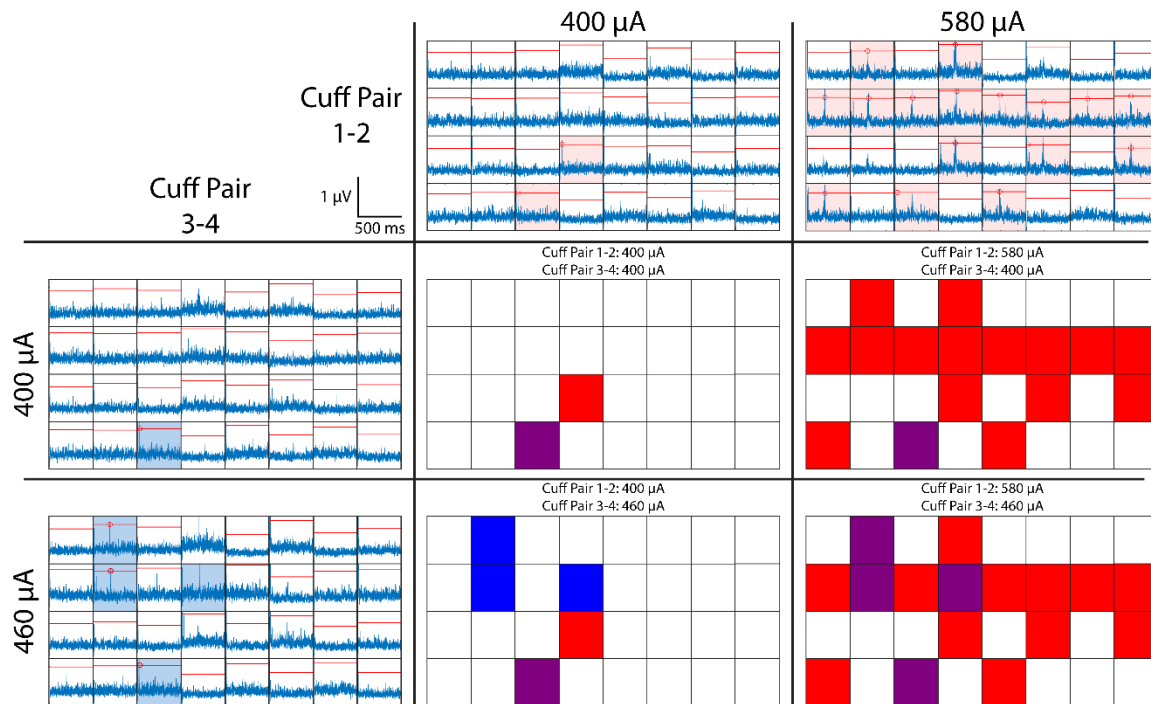 400 µA
580 µA
Cuff Pair
1-2
Cuff Pair
3-4
1 µV
500 ms
Cuff Pair 1-2: 400 µA
Cuff Pair 3-4: 400 µA
Cuff Pair 1-2: 580 µA
Cuff Pair 3-4: 400 µA
400 µA
Cuff Pair 1-2: 400 µA
Cuff Pair 3-4: 460 µA
Cuff Pair 1-2: 580 µA
Cuff Pair 3-4: 460 µA
460 µA